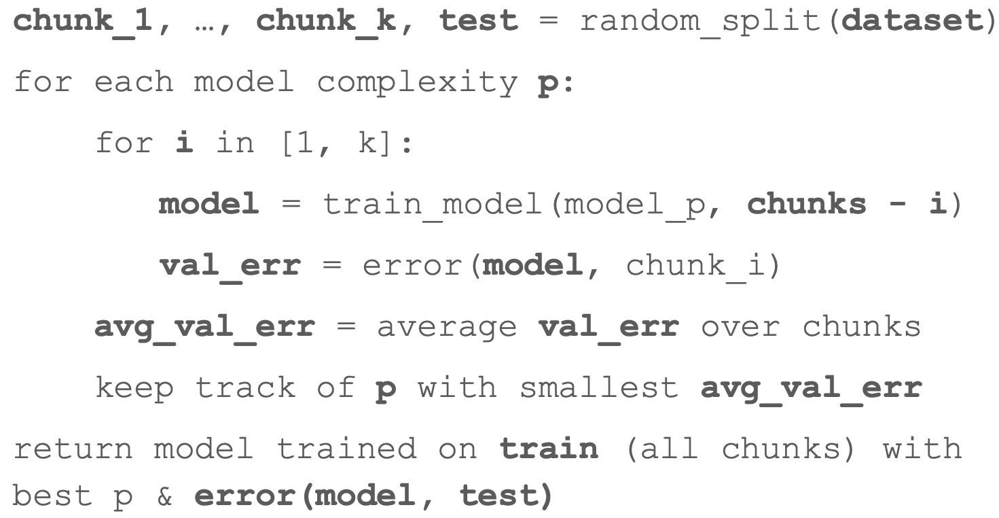 chunk_1, …, chunk_k, test = random_split(dataset)
for each model complexity p:
for i in [1, k]:
model = train_model(model_p, chunks - i)
val_err = error(model, chunk_i)
avg_val_err = average val_err over chunks
keep track of p with smallest avg_val_err
return model trained on train (all chunks) with
best p & error(model, test)